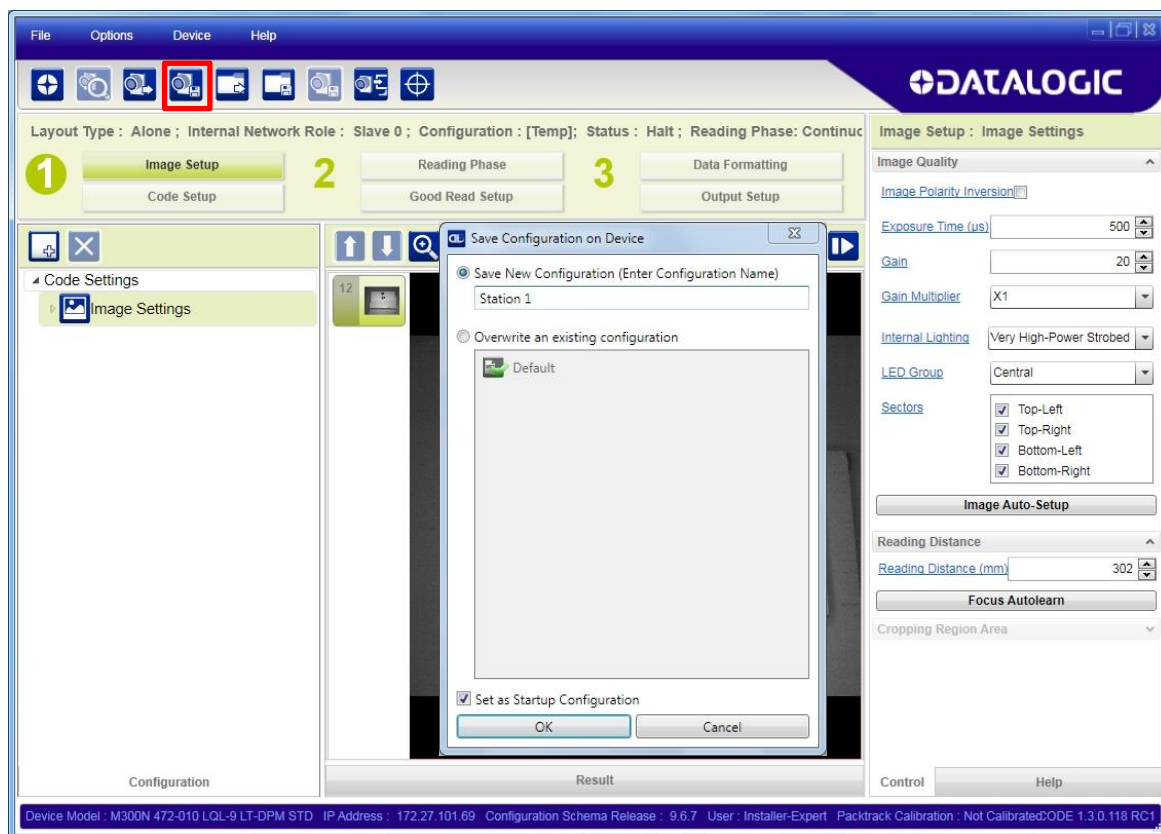 File Options Device Help
DATALOGIC
Layout Type : Alone ; Internal Network Role : Slave 0 ; Configuration : [Temp]; Status : Halt ; Reading Phase: Continuc
1 Image Setup 2 Reading Phase 3 Data Formatting
Code Setup Good Read Setup Output Setup
Code Settings
Image Settings
12
Save Configuration on Device
Save New Configuration (Enter Configuration Name)
Station 1
Overwrite an existing configuration
Default
Set as Startup Configuration
OK Cancel
Configuration
Result
Image Setup : Image Settings
Image Quality
Image Polarity Inversion
Exposure Time (µs) 500
Gain 20
Gain Multiplier X1
Internal Lighting Very High-Power Strobed
LED Group Central
Sectors Top-Left
Top-Right
Bottom-Left
Bottom-Right
Image Auto-Setup
Reading Distance
Reading Distance (mm) 302
Focus Autolearn
Cropping Region Area
Control Help
Device Model : M300N 472-010 LQL-9 LT-DPM STD IP Address : 172.27.101.69 Configuration Schema Release : 9.6.7 User : Installer-Expert Packtrack Calibration : Not Calibrated:ODE 1.3.0.118 RC1